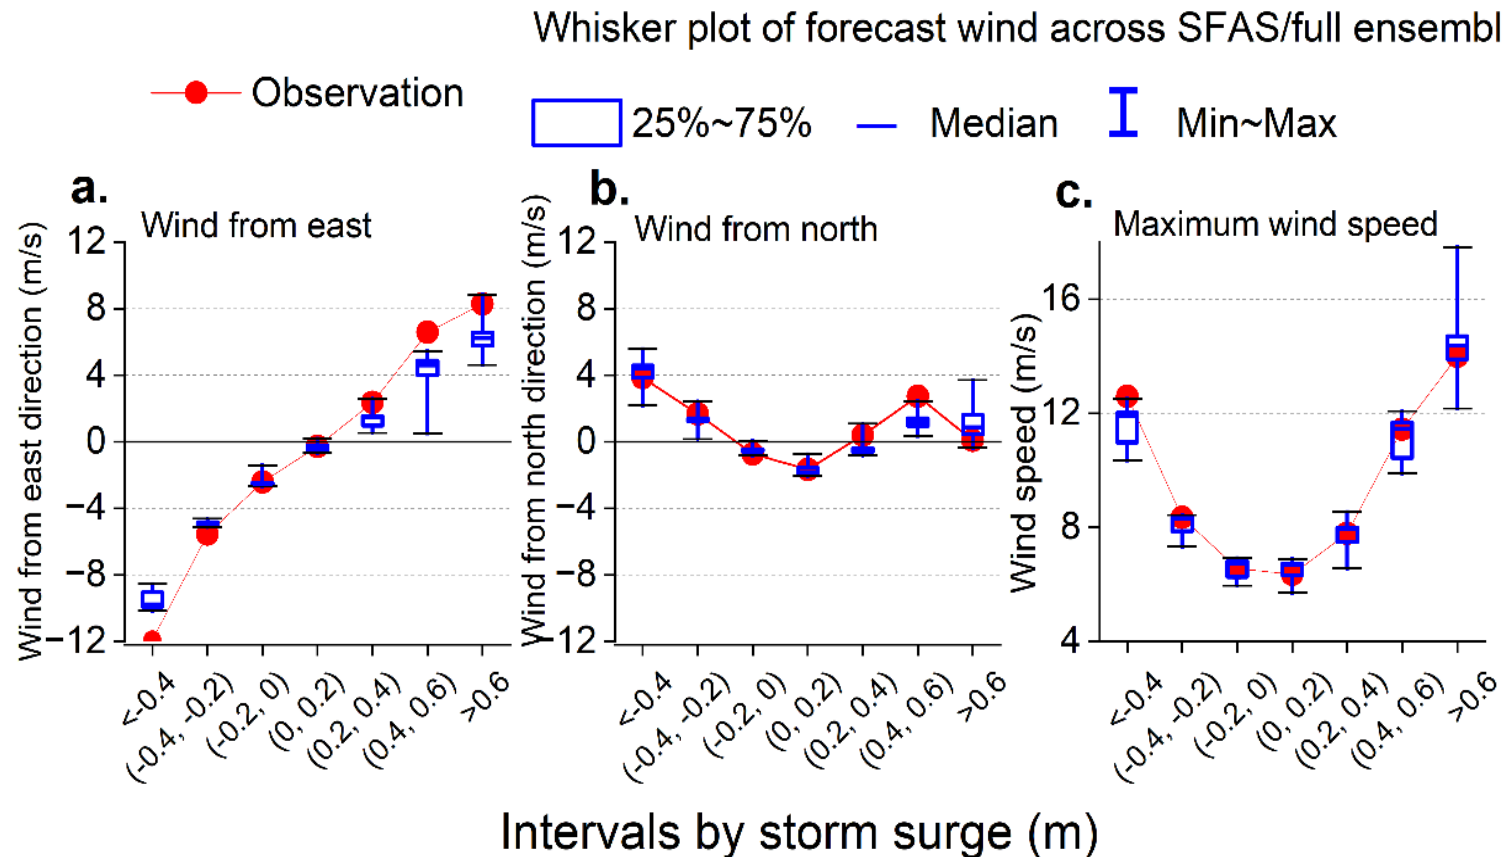 Whisker plot of forecast wind across SFAS/full ensembl
Observation
25%~75%
Median
Min~Max
a.
Wind from east
Wind from east direction (m/s)
12
8
4
0
−4
−8
−12
<-0.4
(-0.4, -0.2)
(-0.2, 0)
(0, 0.2)
(0.2, 0.4)
(0.4, 0.6)
>0.6
b.
Wind from north
Wind from north direction (m/s)
12
8
4
0
−4
−8
−12
<-0.4
(-0.4, -0.2)
(-0.2, 0)
(0, 0.2)
(0.2, 0.4)
(0.4, 0.6)
>0.6
c.
Maximum wind speed
Wind speed (m/s)
16
12
8
4
<-0.4
(-0.4, -0.2)
(-0.2, 0)
(0, 0.2)
(0.2, 0.4)
(0.4, 0.6)
>0.6
Intervals by storm surge (m)